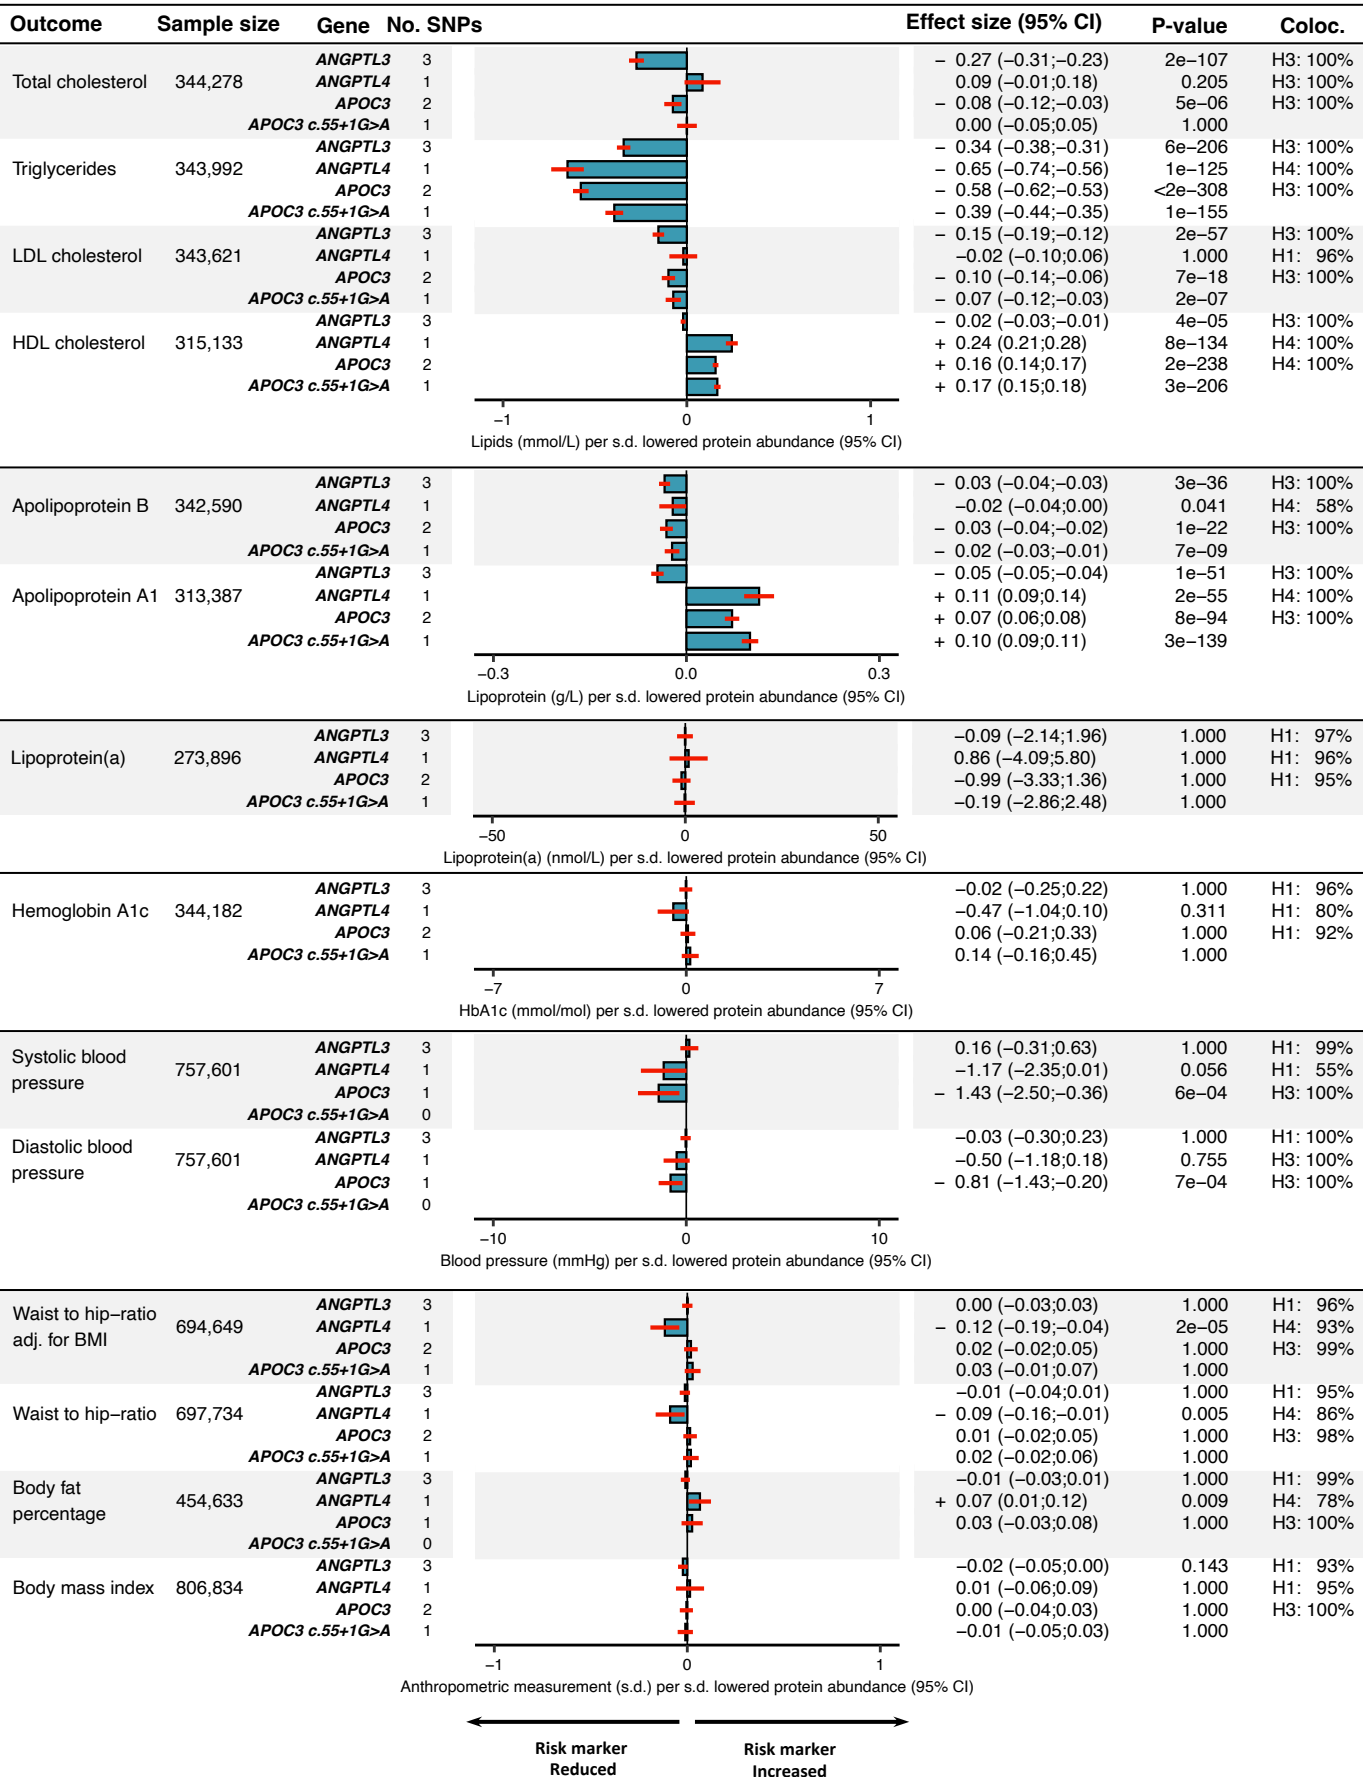 Outcome Sample size Gene No. SNPs Effect size (95% CI) P-value Coloc.
ANGPTL3 3 − 0.27 (−0.31;−0.23) 2e−107 H3: 100%
Total cholesterol 344,278 ANGPTL4 1 0.09 (−0.01;0.18) 0.205 H3: 100%
APOC3 2 − 0.08 (−0.12;−0.03) 5e−06 H3: 100%
APOC3 c.55+1G>A 1 0.00 (−0.05;0.05) 1.000
ANGPTL3 3 − 0.34 (−0.38;−0.31) 6e−206 H3: 100%
Triglycerides 343,992 ANGPTL4 1 − 0.65 (−0.74;−0.56) 1e−125 H4: 100%
APOC3 2 − 0.58 (−0.62;−0.53) <2e−308 H3: 100%
APOC3 c.55+1G>A 1 − 0.39 (−0.44;−0.35) 1e−155
ANGPTL3 3 − 0.15 (−0.19;−0.12) 2e−57 H3: 100%
LDL cholesterol 343,621 ANGPTL4 1 −0.02 (−0.10;0.06) 1.000 H1: 96%
APOC3 2 − 0.10 (−0.14;−0.06) 7e−18 H3: 100%
APOC3 c.55+1G>A 1 − 0.07 (−0.12;−0.03) 2e−07
ANGPTL3 3 − 0.02 (−0.03;−0.01) 4e−05 H3: 100%
HDL cholesterol 315,133 ANGPTL4 1 + 0.24 (0.21;0.28) 8e−134 H4: 100%
APOC3 2 + 0.16 (0.14;0.17) 2e−238 H4: 100%
APOC3 c.55+1G>A 1 + 0.17 (0.15;0.18) 3e−206
−1 0 1
Lipids (mmol/L) per s.d. lowered protein abundance (95% CI)
ANGPTL3 3 − 0.03 (−0.04;−0.03) 3e−36 H3: 100%
Apolipoprotein B 342,590 ANGPTL4 1 −0.02 (−0.04;0.00) 0.041 H4: 58%
APOC3 2 − 0.03 (−0.04;−0.02) 1e−22 H3: 100%
APOC3 c.55+1G>A 1 − 0.02 (−0.03;−0.01) 7e−09
ANGPTL3 3 − 0.05 (−0.05;−0.04) 1e−51 H3: 100%
Apolipoprotein A1 313,387 ANGPTL4 1 + 0.11 (0.09;0.14) 2e−55 H4: 100%
APOC3 2 + 0.07 (0.06;0.08) 8e−94 H3: 100%
APOC3 c.55+1G>A 1 + 0.10 (0.09;0.11) 3e−139
−0.3 0.0 0.3
Lipoprotein (g/L) per s.d. lowered protein abundance (95% CI)
ANGPTL3 3 −0.09 (−2.14;1.96) 1.000 H1: 97%
Lipoprotein(a) 273,896 ANGPTL4 1 0.86 (−4.09;5.80) 1.000 H1: 96%
APOC3 2 −0.99 (−3.33;1.36) 1.000 H1: 95%
APOC3 c.55+1G>A 1 −0.19 (−2.86;2.48) 1.000
−50 0 50
Lipoprotein(a) (nmol/L) per s.d. lowered protein abundance (95% CI)
ANGPTL3 3 −0.02 (−0.25;0.22) 1.000 H1: 96%
Hemoglobin A1c 344,182 ANGPTL4 1 −0.47 (−1.04;0.10) 0.311 H1: 80%
APOC3 2 0.06 (−0.21;0.33) 1.000 H1: 92%
APOC3 c.55+1G>A 1 0.14 (−0.16;0.45) 1.000
−7 0 7
HbA1c (mmol/mol) per s.d. lowered protein abundance (95% CI)
ANGPTL3 3 0.16 (−0.31;0.63) 1.000 H1: 99%
Systolic blood
pressure 757,601 ANGPTL4 1 −1.17 (−2.35;0.01) 0.056 H1: 55%
APOC3 1 − 1.43 (−2.50;−0.36) 6e−04 H3: 100%
APOC3 c.55+1G>A 0
ANGPTL3 3 −0.03 (−0.30;0.23) 1.000 H1: 100%
Diastolic blood
pressure 757,601 ANGPTL4 1 −0.50 (−1.18;0.18) 0.755 H3: 100%
APOC3 1 − 0.81 (−1.43;−0.20) 7e−04 H3: 100%
APOC3 c.55+1G>A 0
−10 0 10
Blood pressure (mmHg) per s.d. lowered protein abundance (95% CI)
ANGPTL3 3 0.00 (−0.03;0.03) 1.000 H1: 96%
Waist to hip−ratio
adj. for BMI 694,649 ANGPTL4 1 − 0.12 (−0.19;−0.04) 2e−05 H4: 93%
APOC3 2 0.02 (−0.02;0.05) 1.000 H3: 99%
APOC3 c.55+1G>A 1 0.03 (−0.01;0.07) 1.000
ANGPTL3 3 −0.01 (−0.04;0.01) 1.000 H1: 95%
Waist to hip−ratio 697,734 ANGPTL4 1 − 0.09 (−0.16;−0.01) 0.005 H4: 86%
APOC3 2 0.01 (−0.02;0.05) 1.000 H3: 98%
APOC3 c.55+1G>A 1 0.02 (−0.02;0.06) 1.000
ANGPTL3 3 −0.01 (−0.03;0.01) 1.000 H1: 99%
Body fat
percentage 454,633 ANGPTL4 1 + 0.07 (0.01;0.12) 0.009 H4: 78%
APOC3 1 0.03 (−0.03;0.08) 1.000 H3: 100%
APOC3 c.55+1G>A 0
ANGPTL3 3 −0.02 (−0.05;0.00) 0.143 H1: 93%
Body mass index 806,834 ANGPTL4 1 0.01 (−0.06;0.09) 1.000 H1: 95%
APOC3 2 0.00 (−0.04;0.03) 1.000 H3: 100%
APOC3 c.55+1G>A 1 −0.01 (−0.05;0.03) 1.000
−1 0 1
Anthropometric measurement (s.d.) per s.d. lowered protein abundance (95% CI)
Risk marker Risk marker
Reduced Increased